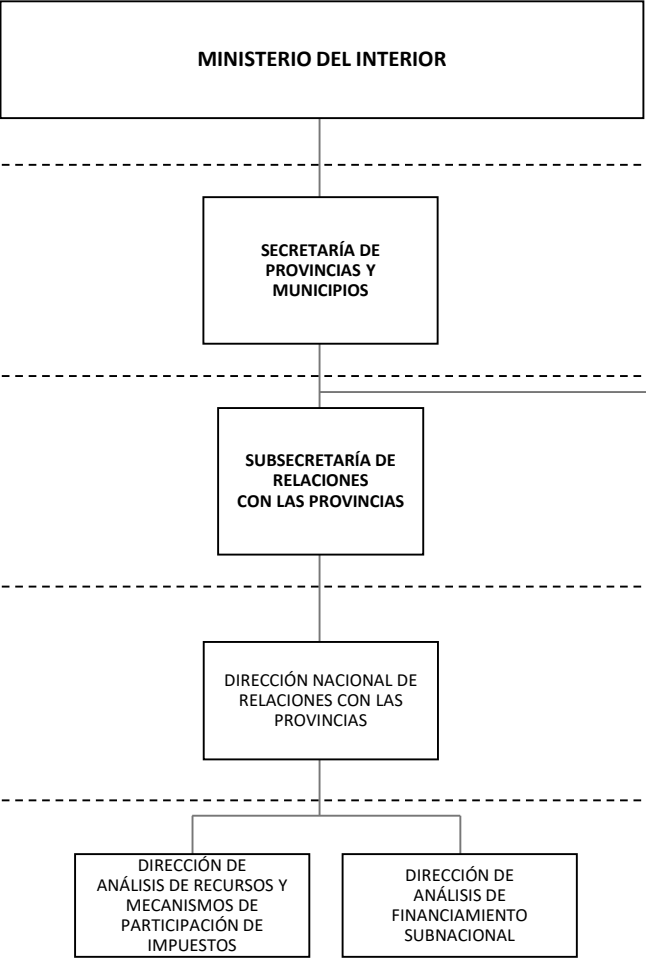 MINISTERIO DEL INTERIOR
SECRETARÍA DE
PROVINCIAS Y
MUNICIPIOS
SUBSECRETARÍA DE
RELACIONES
CON LAS PROVINCIAS
DIRECCIÓN NACIONAL DE
RELACIONES CON LAS
PROVINCIAS
DIRECCIÓN DE
ANÁLISIS DE RECURSOS Y
MECANISMOS DE
PARTICIPACIÓN DE
IMPUESTOS
DIRECCIÓN DE
ANÁLISIS DE
FINANCIAMIENTO
SUBNACIONAL